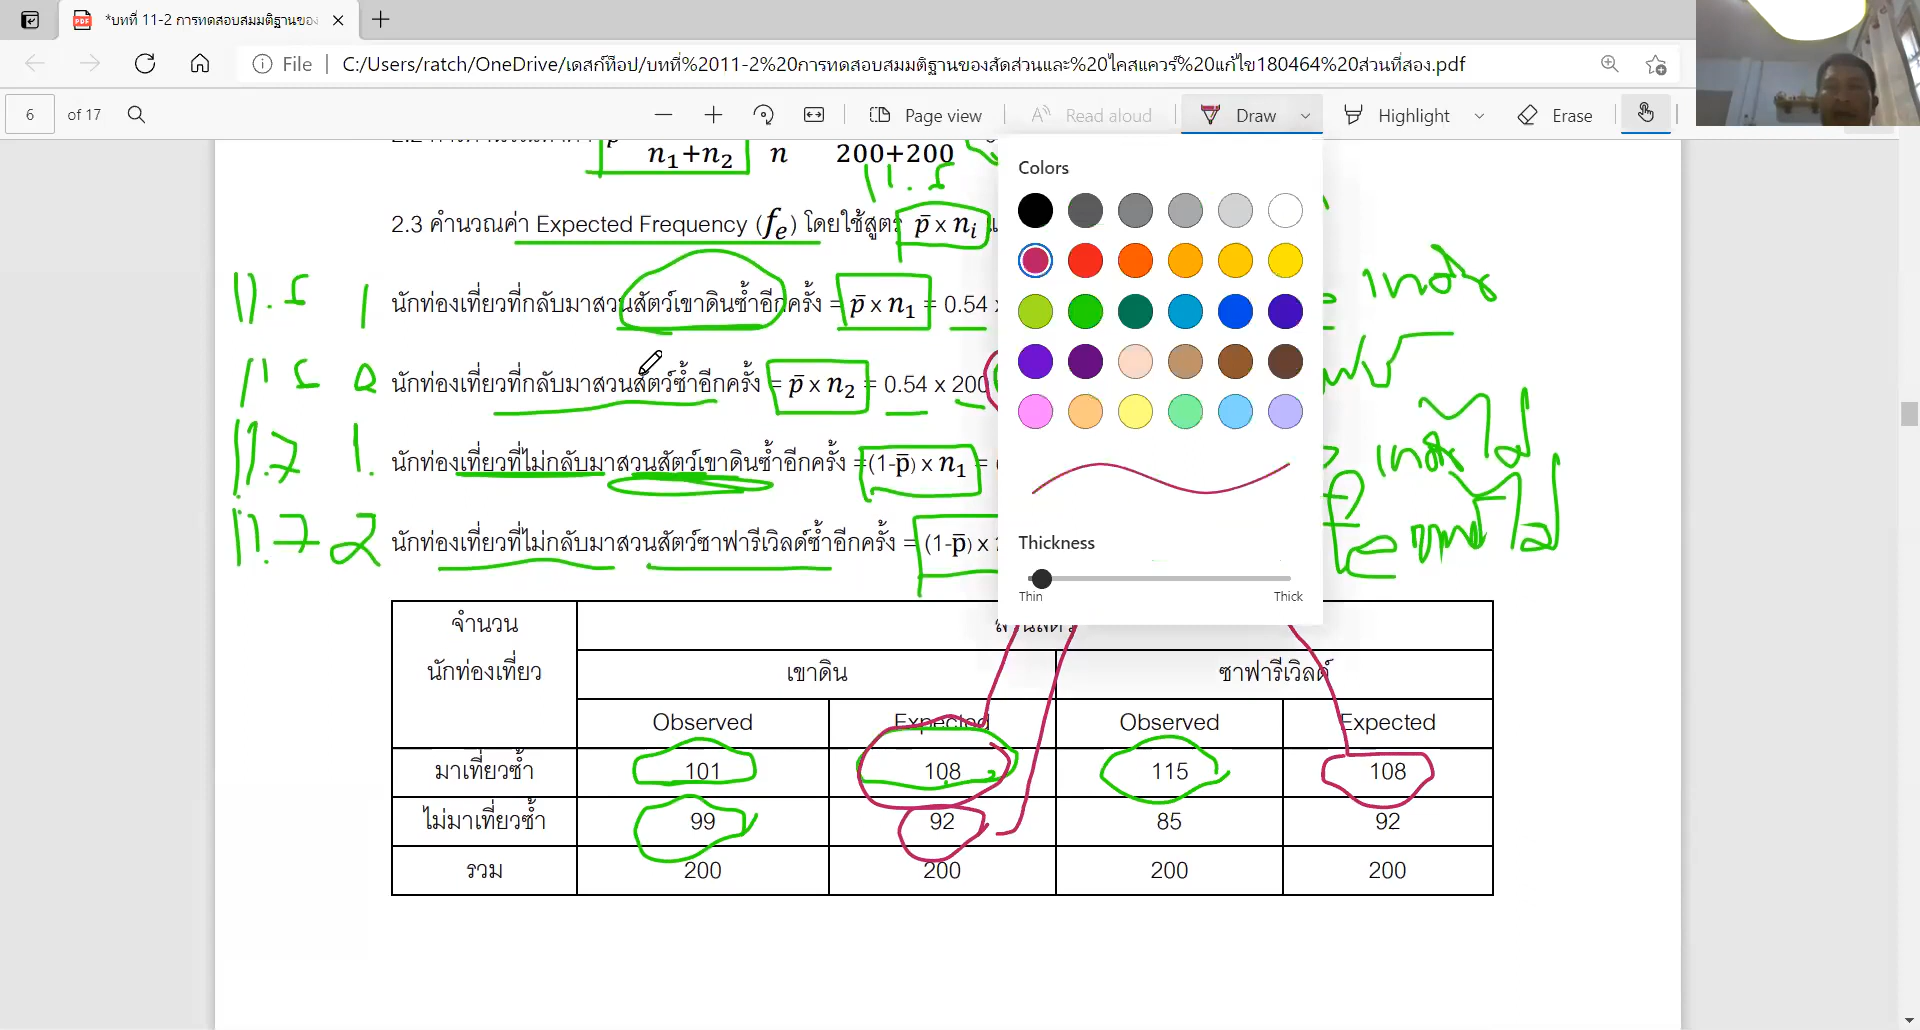 *บทที่ 11-2 การทดสอบสมมติฐานของ
File
C:/Users/ratch/OneDrive/เดสก์ท็อป/บทที่%2011-2%20การทดสอบสมมติฐานของสัดส่วนและ%20ไคสแควร์%20แก้ไข180464%20ส่วนที่สอง.pdf
6 of 17
Page view
Read aloud
Draw
Highlight
Erase
n₁+n₂ n 200+200
11.5
2.3 คำนวณค่า Expected Frequency (fₑ) โดยใช้สูตร p̄ x nᵢ
11.5 1 นักท่องเที่ยวที่กลับมาสวนสัตว์เขาดินซ้ำอีกครั้ง = p̄ x n₁ = 0.54 x
11.5 2 นักท่องเที่ยวที่กลับมาสวนสัตว์ซ้ำอีกครั้ง = p̄ x n₂ = 0.54 x 200
11.7 1. นักท่องเที่ยวที่ไม่กลับมาสวนสัตว์เขาดินซ้ำอีกครั้ง =(1-p̄) x n₁ =
11.7 2 นักท่องเที่ยวที่ไม่กลับมาสวนสัตว์ซาฟารีเวิลด์ซ้ำอีกครั้ง = (1-p̄) x
Colors
Thickness
Thin Thick
จำนวน
นักท่องเที่ยว
เขาดิน ซาฟารีเวิลด์
Observed Expected Observed Expected
มาเที่ยวซ้ำ 101 108 115 108
ไม่มาเที่ยวซ้ำ 99 92 85 92
รวม 200 200 200 200